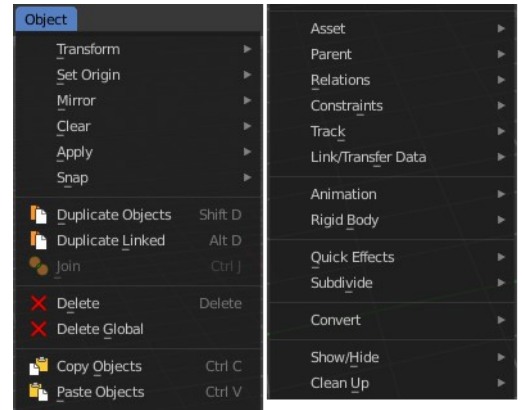 Object
Transform
Set Origin
Mirror
Clear
Apply
Snap
Duplicate Objects Shift D
Duplicate Linked Alt D
Join Ctrl J
Delete Delete
Delete Global
Copy Objects Ctrl C
Paste Objects Ctrl V
Asset
Parent
Relations
Constraints
Track
Link/Transfer Data
Animation
Rigid Body
Quick Effects
Subdivide
Convert
Show/Hide
Clean Up